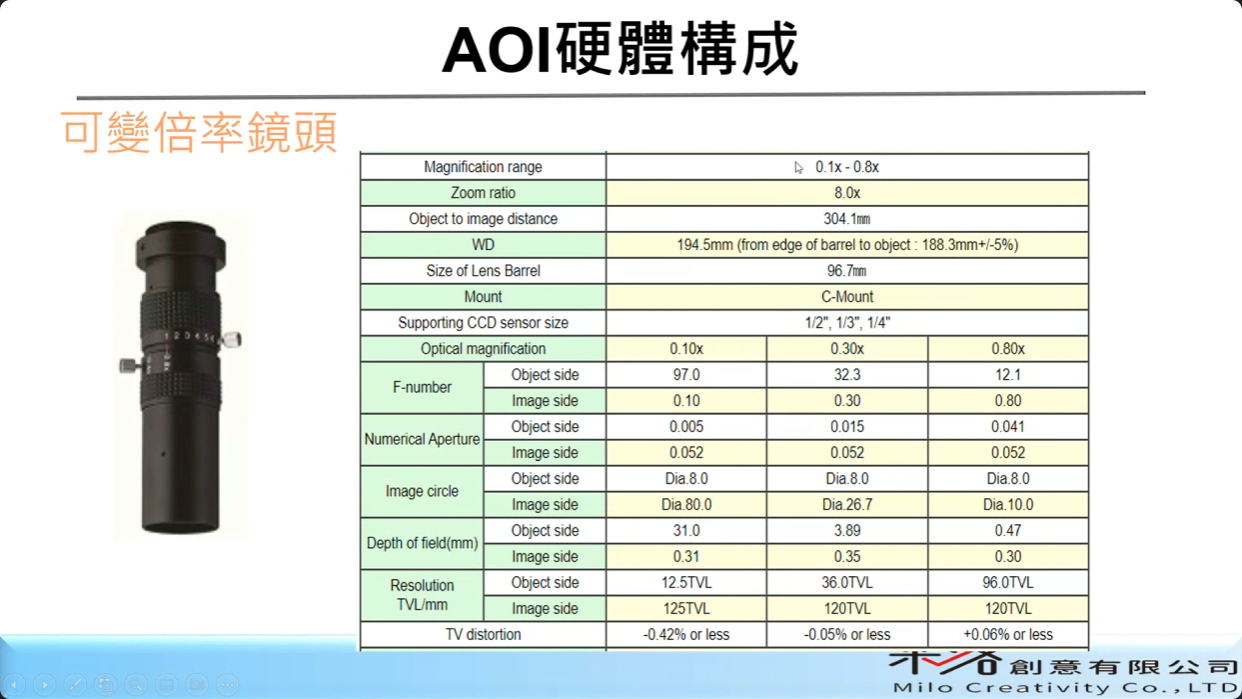 AOI硬體構成
可變倍率鏡頭
Magnification range 0.1x - 0.8x
Zoom ratio 8.0x
Object to image distance 304.1㎜
WD 194.5mm (from edge of barrel to object : 188.3mm+/-5%)
Size of Lens Barrel 96.7㎜
Mount C-Mount
Supporting CCD sensor size 1/2", 1/3", 1/4"
Optical magnification 0.10x 0.30x 0.80x
F-number Object side 97.0 32.3 12.1
Image side 0.10 0.30 0.80
Numerical Aperture Object side 0.005 0.015 0.041
Image side 0.052 0.052 0.052
Image circle Object side Dia.8.0 Dia.8.0 Dia.8.0
Image side Dia.80.0 Dia.26.7 Dia.10.0
Depth of field(mm) Object side 31.0 3.89 0.47
Image side 0.31 0.35 0.30
Resolution TVL/mm Object side 12.5TVL 36.0TVL 96.0TVL
Image side 125TVL 120TVL 120TVL
TV distortion -0.42% or less -0.05% or less +0.06% or less
創意有限公司
Milo Creativity Co.,LTD